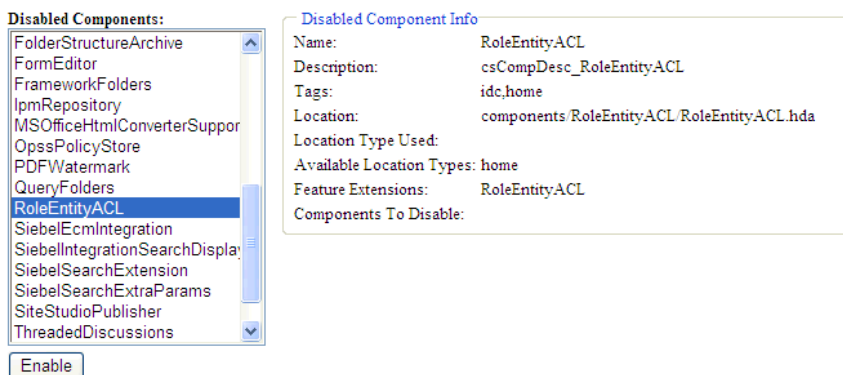 Disabled Components:
FolderStructureArchive
FormEditor
FrameworkFolders
IpmRepository
MSOfficeHtmlConverterSuppor
OpssPolicyStore
PDFWatermark
QueryFolders
RoleEntityACL
SiebelEcmIntegration
SiebelIntegrationSearchDisplay
SiebelSearchExtension
SiebelSearchExtraParams
SiteStudioPublisher
ThreadedDiscussions
Enable
Disabled Component Info
Name: RoleEntityACL
Description: csCompDesc_RoleEntityACL
Tags: idc,home
Location: components/RoleEntityACL/RoleEntityACL.hda
Location Type Used:
Available Location Types: home
Feature Extensions: RoleEntityACL
Components To Disable: